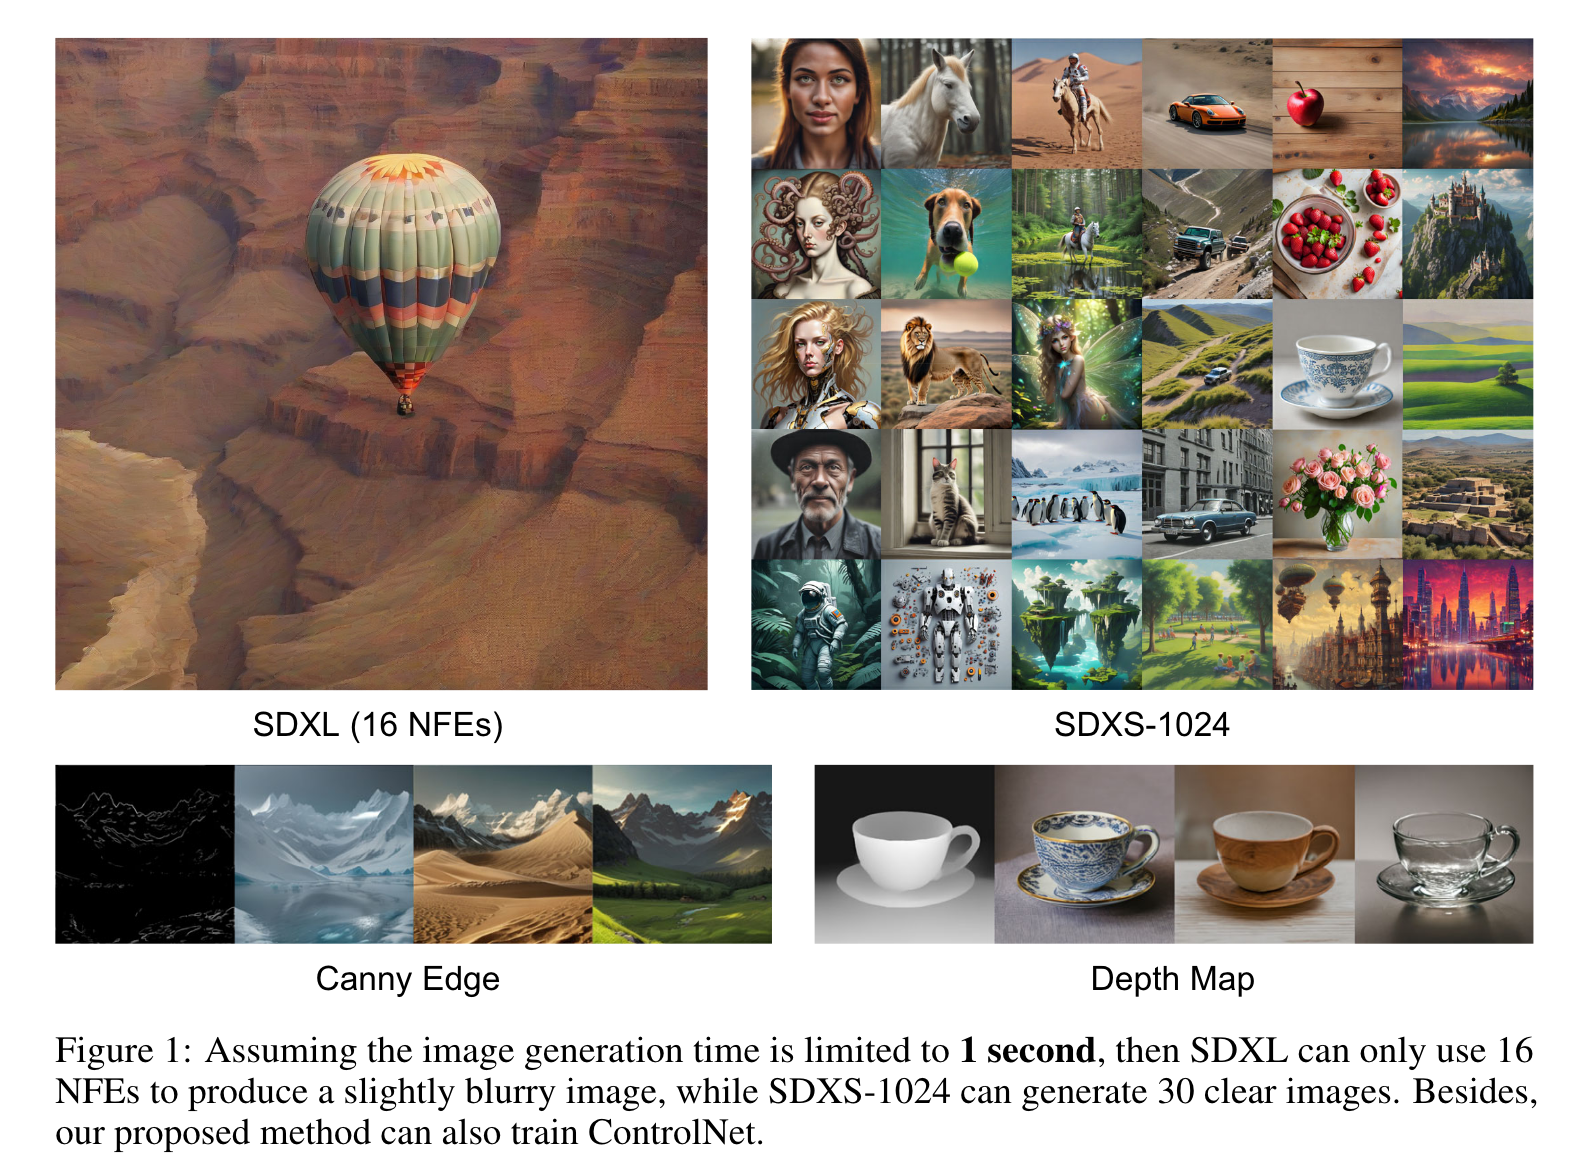 SDXL (16 NFEs)
SDXS-1024
Canny Edge
Depth Map
Figure 1: Assuming the image generation time is limited to 1 second, then SDXL can only use 16
NFEs to produce a slightly blurry image, while SDXS-1024 can generate 30 clear images. Besides,
our proposed method can also train ControlNet.